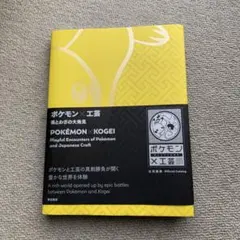 ポケモン×工芸
美とわざの大発見
POKÉMON × KOGEI
Playful Encounters of Pokémon
and Japanese Craft
ポケモンと工芸の真剣勝負が開く
豊かな世界を体験
A rich world opened up by epic battles
between Pokémon and Kogei
ポケモン
×工芸